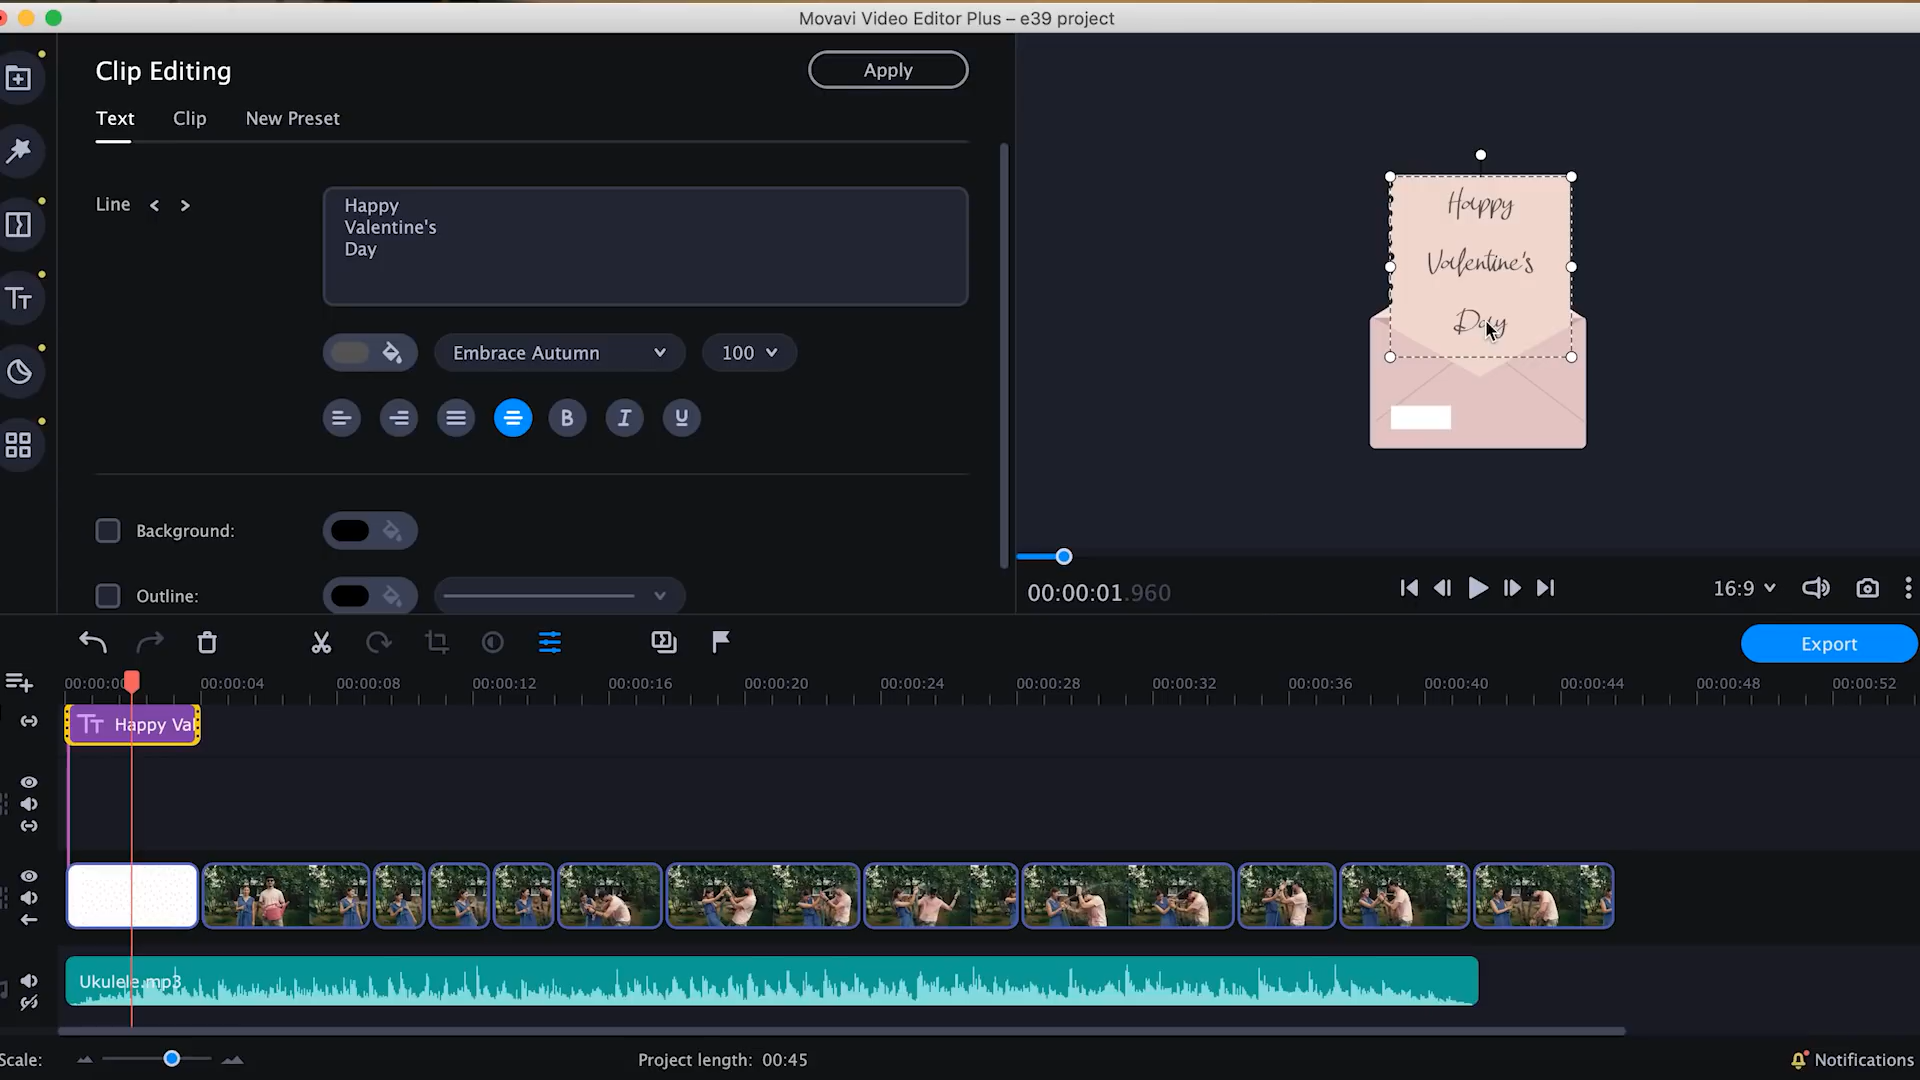 Movavi Video Editor Plus – e39 project
Clip Editing
Apply
Text
Clip
New Preset
Line
Happy
Valentine's
Day
Embrace Autumn
100
Background:
Outline:
Happy
Valentine's
Day
00:00:01.960
16:9
Export
00:00:04
00:00:08
00:00:12
00:00:16
00:00:20
00:00:24
00:00:28
00:00:32
00:00:36
00:00:40
00:00:44
00:00:48
00:00:52
Happy Val
Ukulele.mp3
Scale:
Project length: 00:45
Notifications